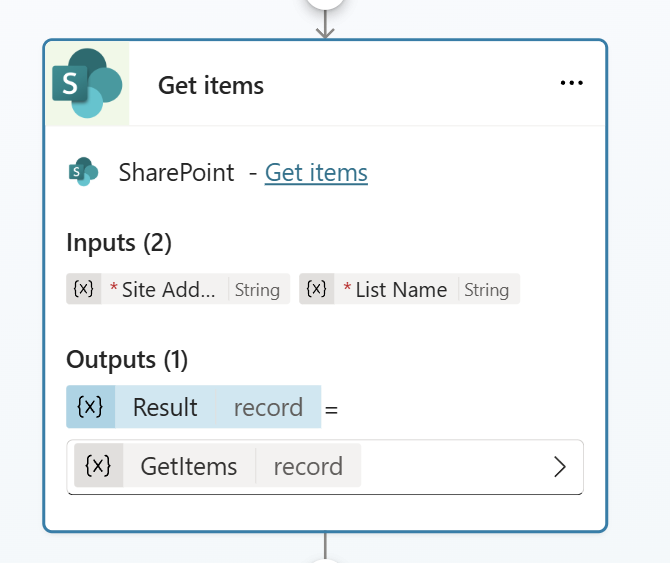 S Get items ...
S SharePoint - Get items
Inputs (2)
{x} * Site Add... String {x} * List Name String
Outputs (1)
{x} Result record =
{x} GetItems record